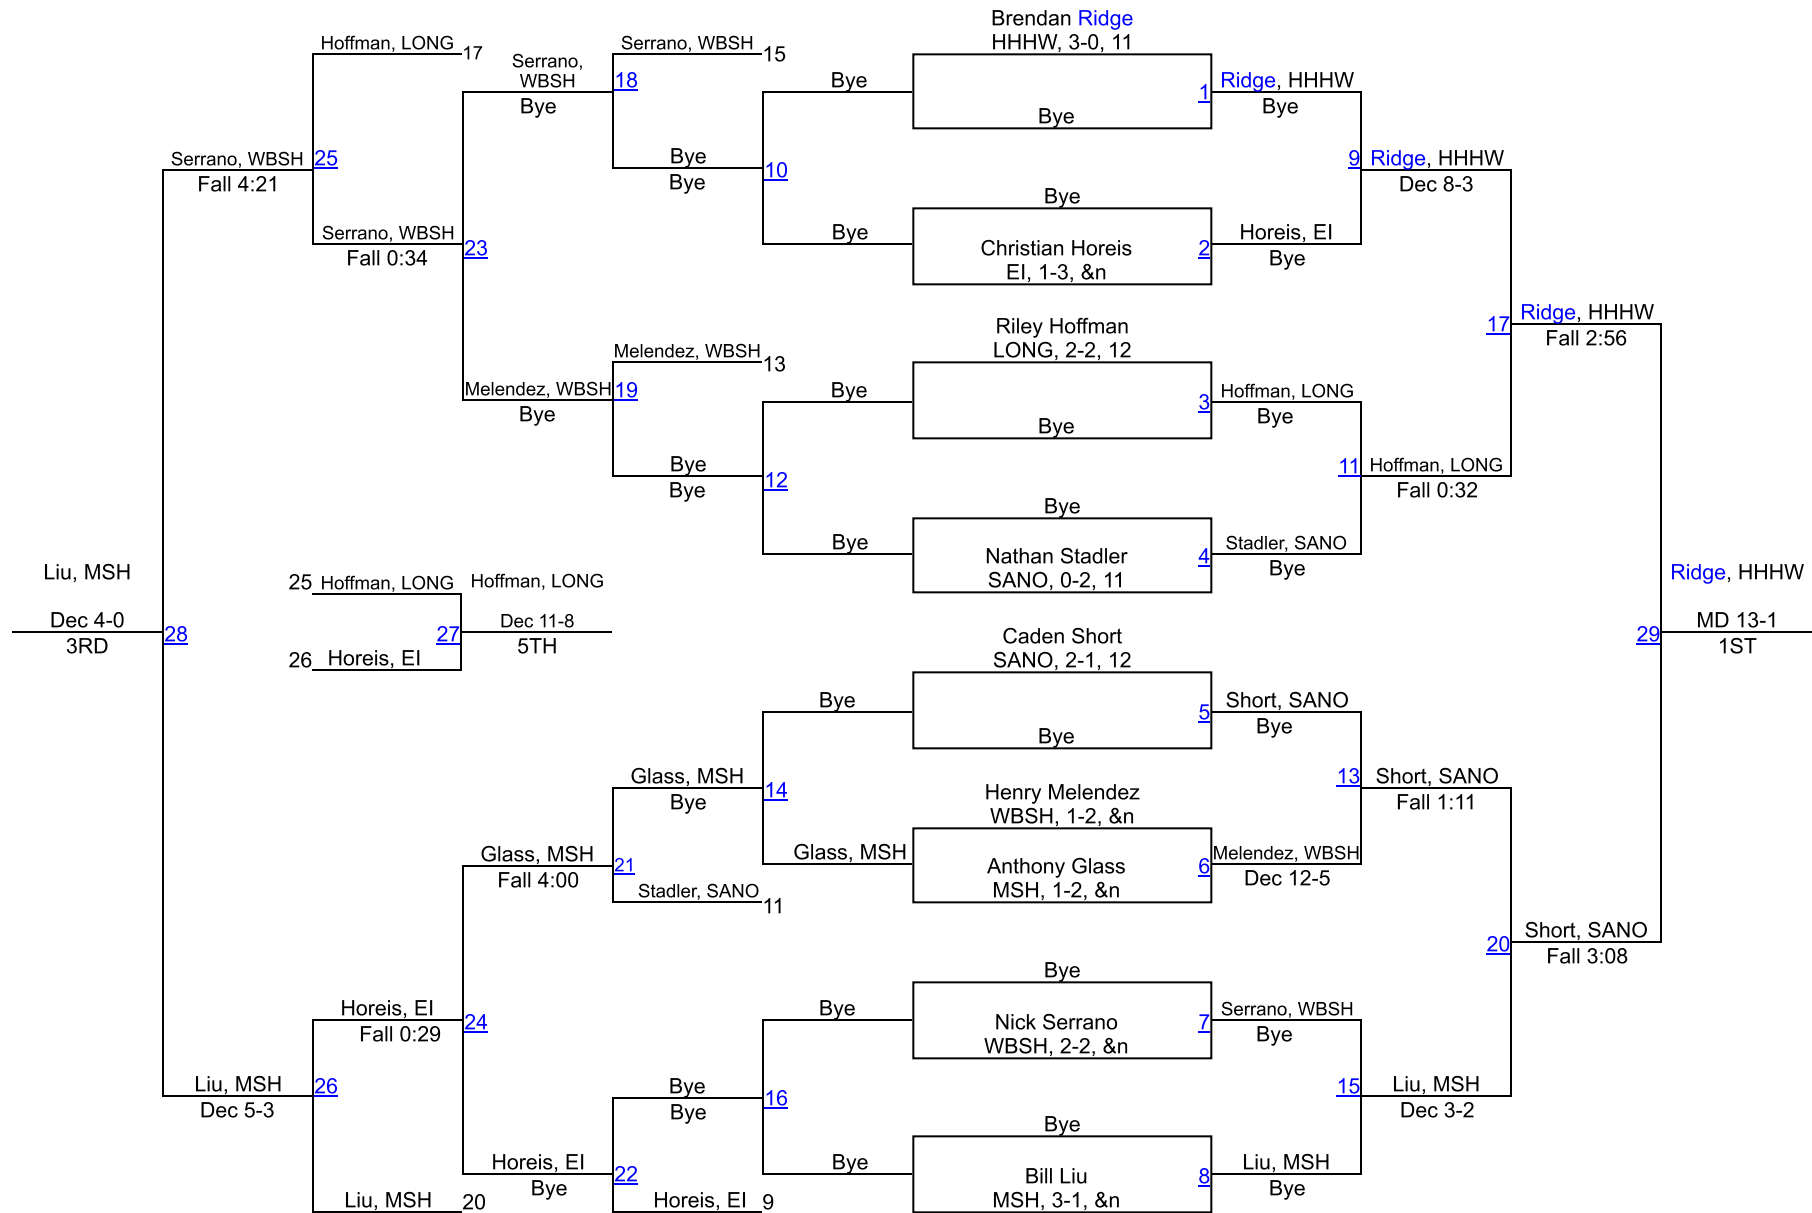 Brendan Ridge
HHHW, 3-0, 11
Hoffman, LONG 17
Serrano, WBSH 15
Serrano,
WBSH
18
Bye
Bye
1
Ridge, HHHW
Bye
Bye
Bye
Serrano, WBSH
25
Fall 4:21
Bye
10
Bye
9
Ridge, HHHW
Dec 8-3
Bye
Serrano, WBSH
23
Fall 0:34
Bye
Christian Horeis
2
EI, 1-3, &n
Horeis, EI
Bye
Riley Hoffman
LONG, 2-2, 12
17
Ridge, HHHW
Fall 2:56
Melendez, WBSH 13
Melendez, WBSH
19
Bye
Bye
3
Hoffman, LONG
Bye
Bye
Bye
12
Bye
11
Hoffman, LONG
Fall 0:32
Bye
Bye
Nathan Stadler
4
SANO, 0-2, 11
Stadler, SANO
Bye
Liu, MSH
Dec 4-0
28
3RD
25 Hoffman, LONG
Hoffman, LONG
27
Dec 11-8
5TH
26 Horeis, EI
Ridge, HHHW
29
MD 13-1
1ST
Caden Short
SANO, 2-1, 12
Bye
5
Short, SANO
Bye
Bye
Glass, MSH
14
Bye
13
Short, SANO
Fall 1:11
Henry Melendez
WBSH, 1-2, &n
Glass, MSH
21
Fall 4:00
Glass, MSH
Anthony Glass
6
MSH, 1-2, &n
Melendez, WBSH
Dec 12-5
Stadler, SANO 11
20
Short, SANO
Fall 3:08
Bye
Horeis, EI
24
Fall 0:29
Bye
Nick Serrano
7
WBSH, 2-2, &n
Serrano, WBSH
Bye
Liu, MSH
26
Dec 5-3
Bye
16
Bye
15
Liu, MSH
Dec 3-2
Bye
Horeis, EI
22
Bye
Bye
Bill Liu
8
MSH, 3-1, &n
Liu, MSH
Bye
Liu, MSH 20
Horeis, EI 9